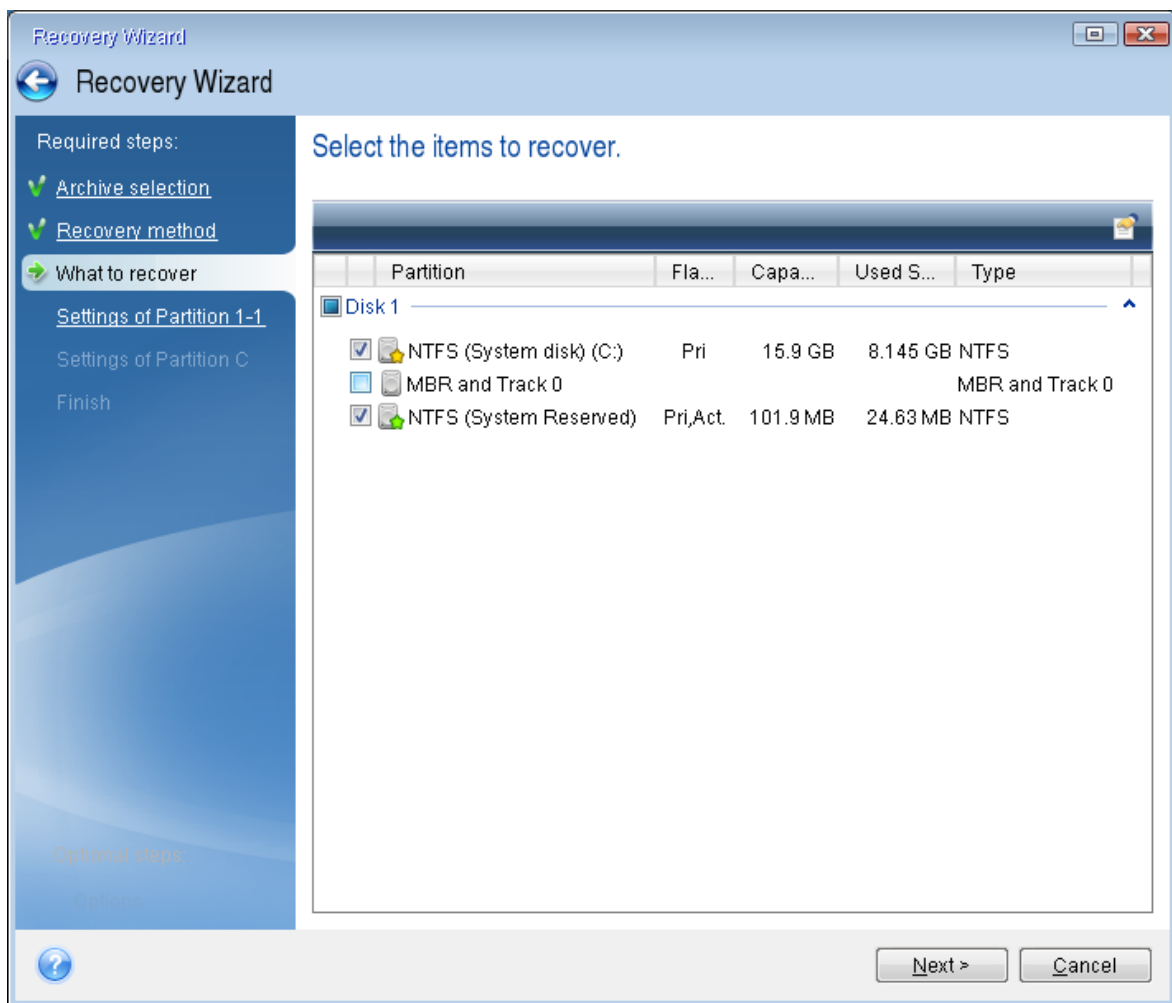 Recovery Wizard
Recovery Wizard
Required steps:
Archive selection
Recovery method
What to recover
Settings of Partition 1-1
Settings of Partition C
Finish
Optional steps:
Options
Select the items to recover.
Partition Fla... Capa... Used S... Type
Disk 1
NTFS (System disk) (C:) Pri 15.9 GB 8.145 GB NTFS
MBR and Track 0 MBR and Track 0
NTFS (System Reserved) Pri,Act. 101.9 MB 24.63 MB NTFS
Next >
Cancel